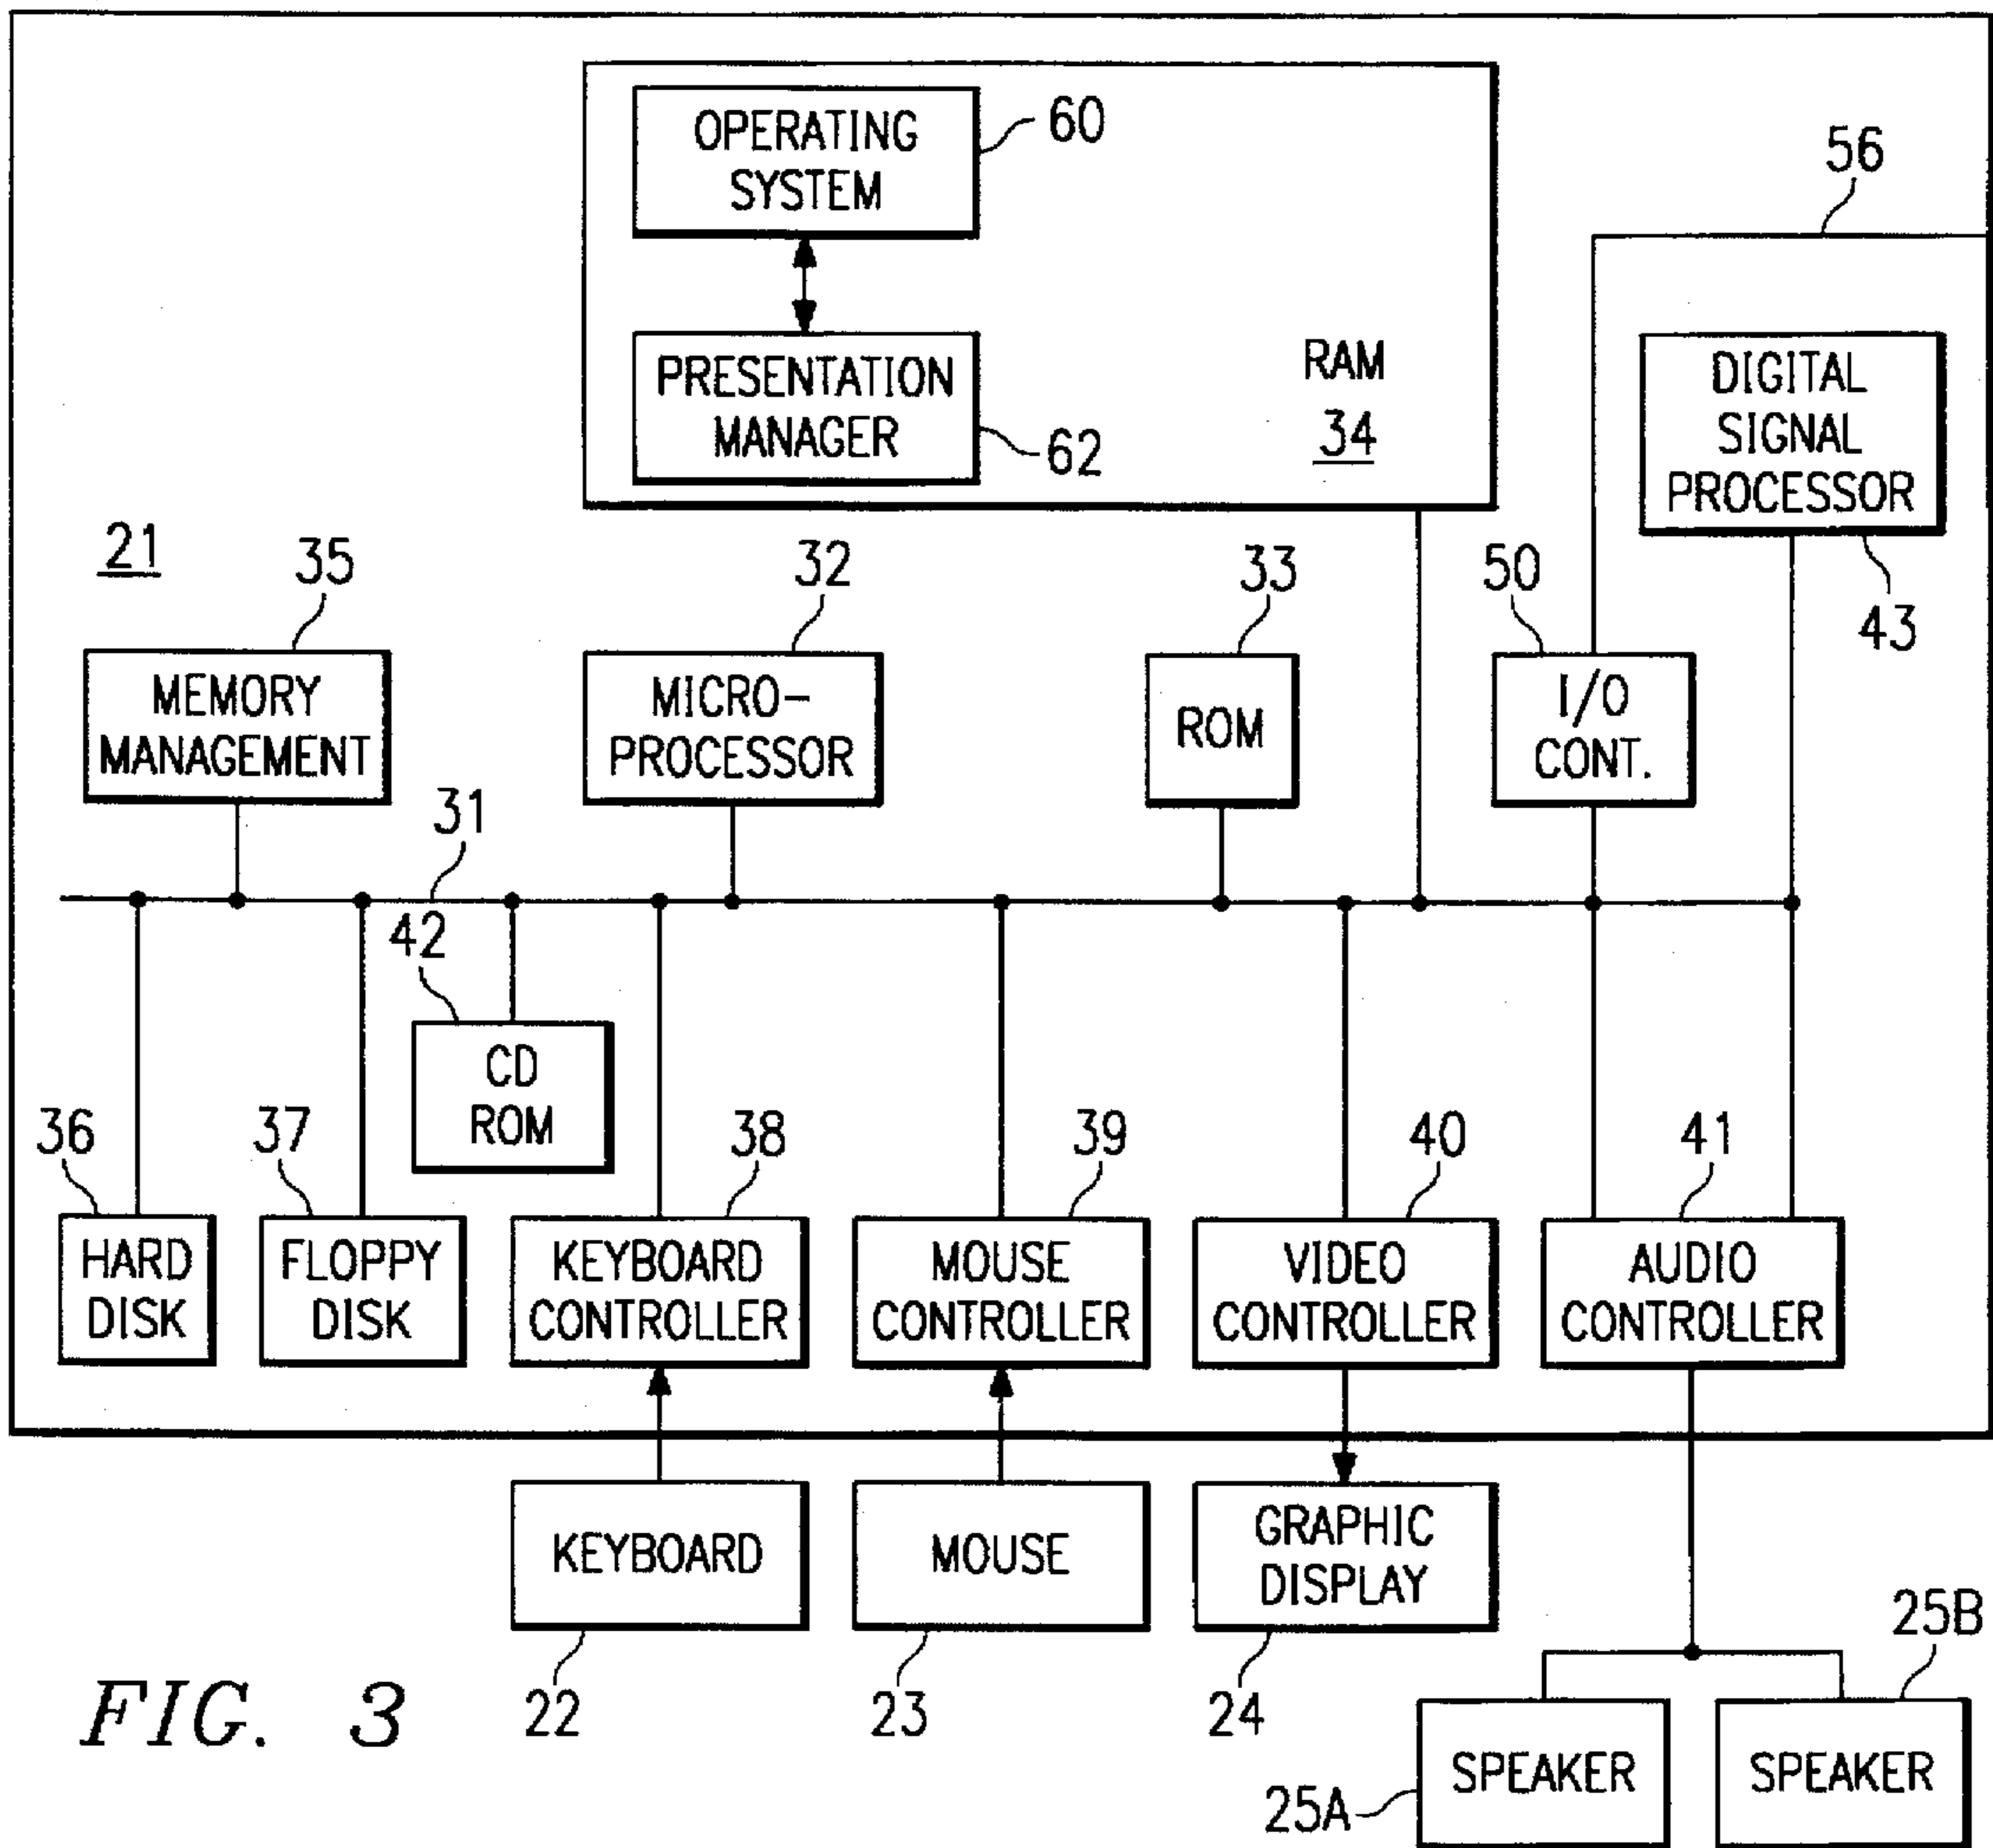 OPERATING
SYSTEM
60
56
PRESENTATION
MANAGER
62
RAM
34
DIGITAL
SIGNAL
PROCESSOR
43
21
35
32
33
50
MEMORY
MANAGEMENT
MICRO-
PROCESSOR
ROM
I/O
CONT.
31
42
CD
ROM
36
37
38
39
40
41
HARD
DISK
FLOPPY
DISK
KEYBOARD
CONTROLLER
MOUSE
CONTROLLER
VIDEO
CONTROLLER
AUDIO
CONTROLLER
KEYBOARD
MOUSE
GRAPHIC
DISPLAY
22
23
24
25B
25A
SPEAKER
SPEAKER
FIG. 3